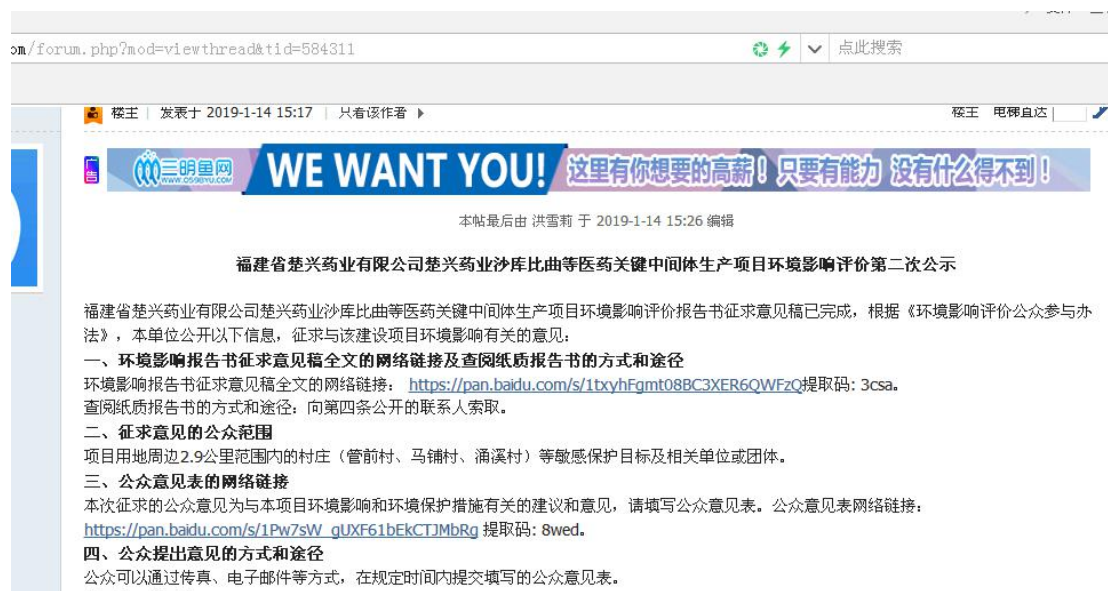 om/forum.php?mod=viewthread&tid=584311 点此搜索
楼主 发表于 2019-1-14 15:17 只看该作者 楼主 电梯直达
告 三明鱼网 WE WANT YOU! 这里有你想要的高薪！只要有能力 没有什么得不到！
WWW.0598YU.COM
本帖最后由 洪雪莉 于 2019-1-14 15:26 编辑
福建省楚兴药业有限公司楚兴药业沙库比曲等医药关键中间体生产项目环境影响评价第二次公示
福建省楚兴药业有限公司楚兴药业沙库比曲等医药关键中间体生产项目环境影响评价报告书征求意见稿已完成，根据《环境影响评价公众参与办
法》，本单位公开以下信息，征求与该建设项目环境影响有关的意见：
一、环境影响报告书征求意见稿全文的网络链接及查阅纸质报告书的方式和途径
环境影响报告书征求意见稿全文的网络链接： https://pan.baidu.com/s/1txyhFgmt08BC3XER6QWFzQ提取码: 3csa。
查阅纸质报告书的方式和途径：向第四条公开的联系人索取。
二、征求意见的公众范围
项目用地周边2.9公里范围内的村庄（管前村、马铺村、涌溪村）等敏感保护目标及相关单位或团体。
三、公众意见表的网络链接
本次征求的公众意见为与本项目环境影响和环境保护措施有关的建议和意见，请填写公众意见表。公众意见表网络链接：
https://pan.baidu.com/s/1Pw7sW_gUXF61bEkCTJMbRg 提取码: 8wed。
四、公众提出意见的方式和途径
公众可以通过传真、电子邮件等方式，在规定时间内提交填写的公众意见表。